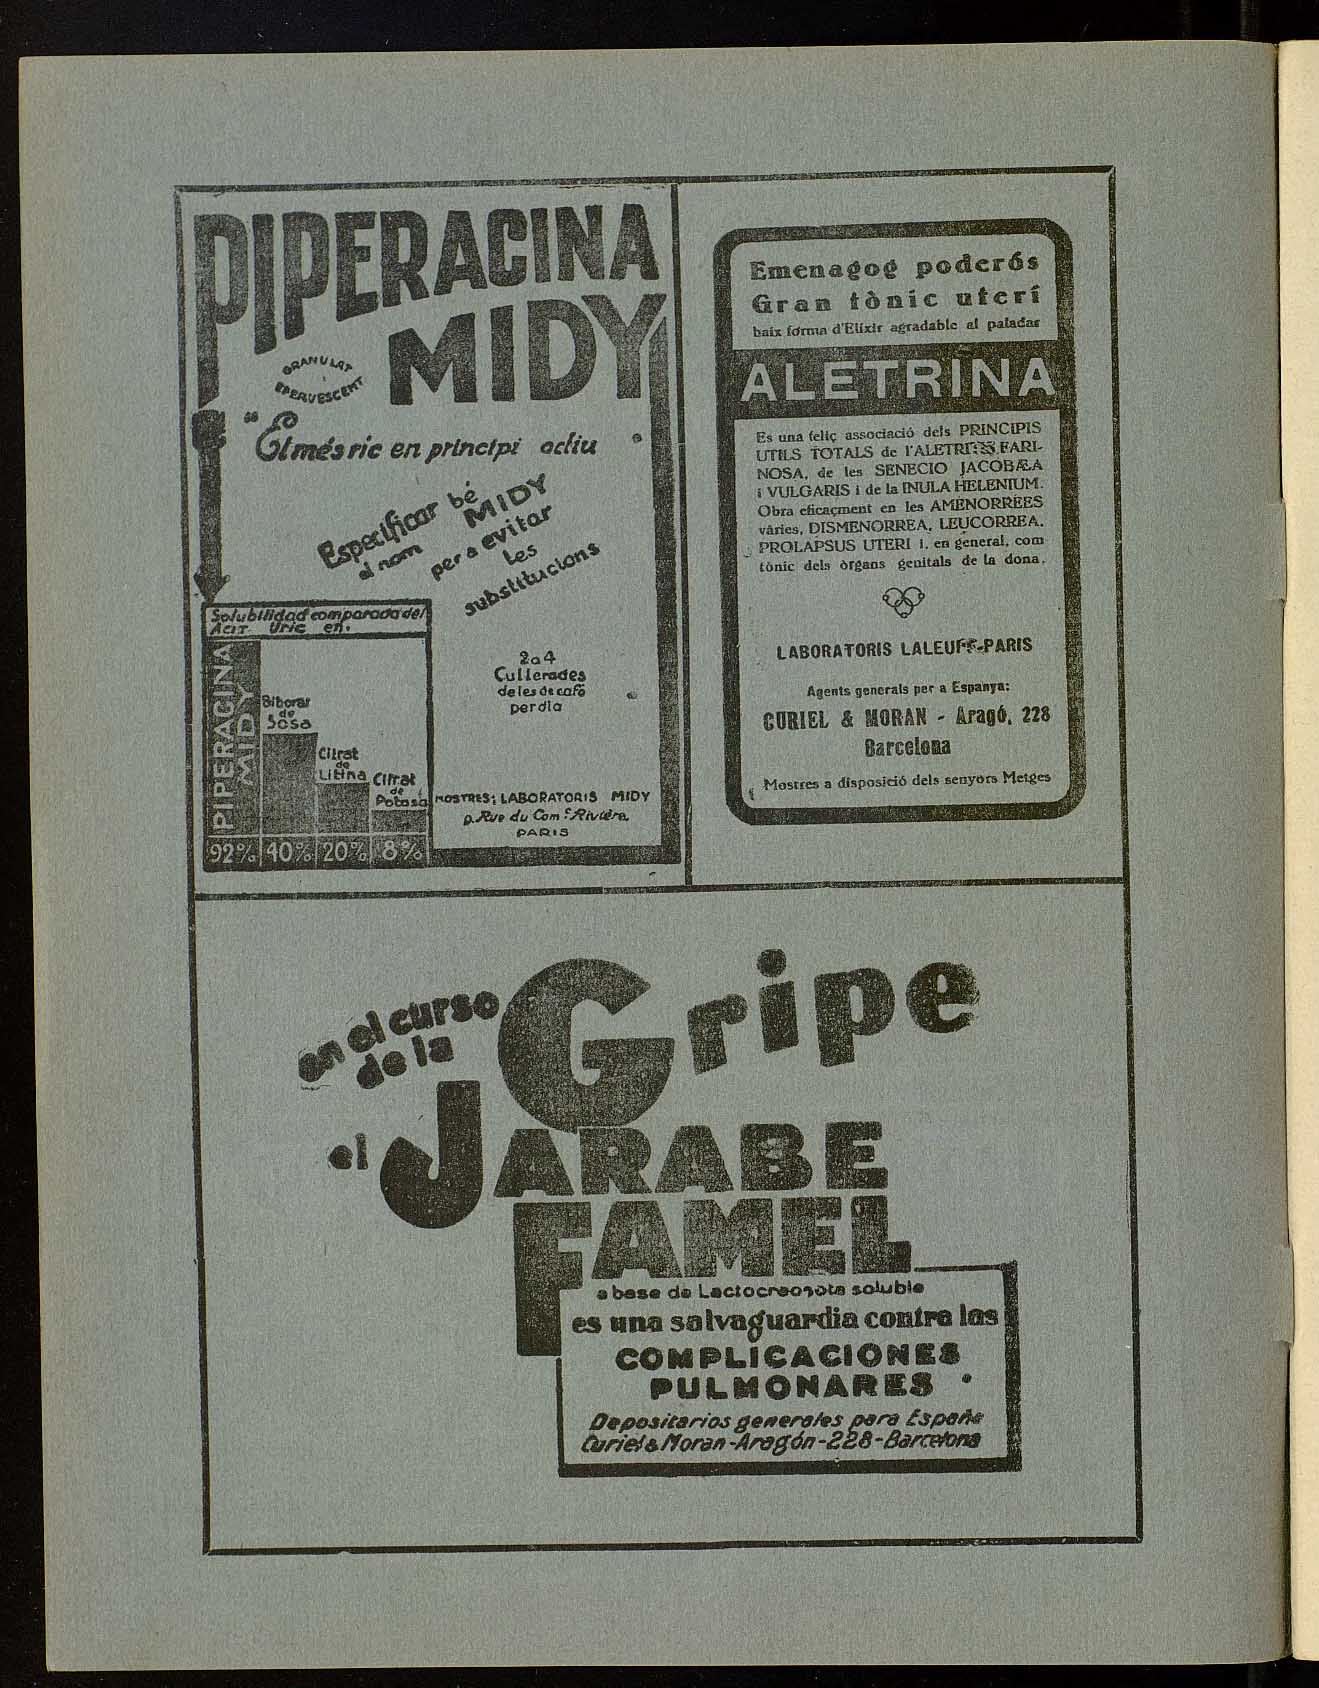 PIPERACINA
MIDY
GRANULAT
EFERVESCENT
"El més ric en principi actiu"
Especificar bé
el nom MIDY
per a evitar
les
substitucions
Solubilidad comparada del
Acit Uric en.
PIPERACINA
MIDY
Biborat
de
Sosa
Citrat
de
Litina
Citrat
de
Potasa
92% 40% 20% 8%
2 a 4
Cullerades
de les de café
per dia
MOSTRES; LABORATORIS MIDY
9. Rue du Comt Rivière.
PARIS
Emenagog poderós
Gran tònic uterí
baix forma d'Elíxir agradable al paladar
ALETRINA
Es una feliç associació dels PRINCIPIS
UTILS TOTALS de l'ALETRIS FARI-
NOSA, de les SENECIO JACOBÆA
i VULGARIS i de la INULA HELENIUM.
Obra eficaçment en les AMENORREES
vàries, DISMENORREA, LEUCORREA,
PROLAPSUS UTERI i, en general, com
tònic dels òrgans genitals de la dona.
LABORATORIS LALEUFF-PARIS
Agents generals per a Espanya:
CURIEL & MORAN - Aragó, 228
Barcelona
Mostres a disposició dels senyors Metges
en el curso
de la Gripe
el JARABE
FAMEL
a base de Lactocreosota soluble
es una salvaguardia contra las
COMPLICACIONES
PULMONARES
Depositarios generales para España
Curiel & Moran-Aragón-228-Barcelona